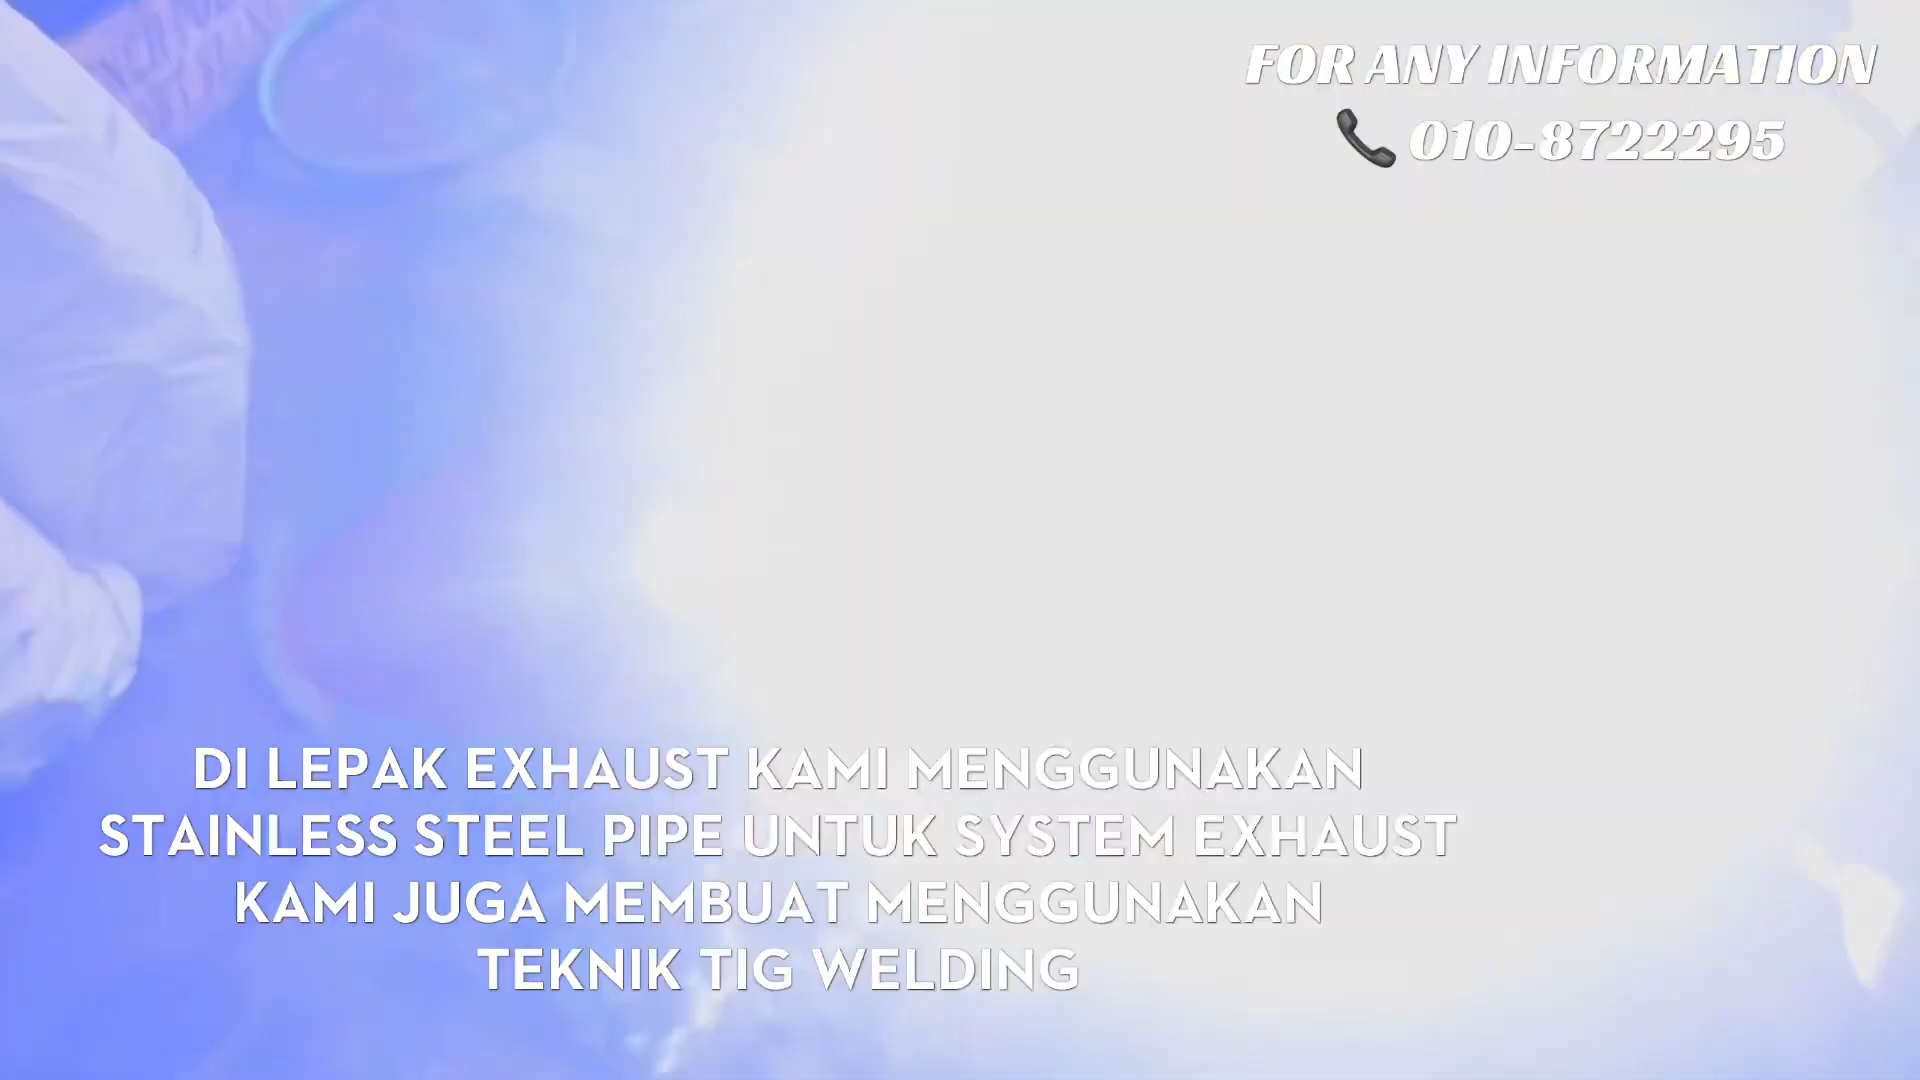 FOR ANY INFORMATION
📞 010-8722295
DI LEPAK EXHAUST KAMI MENGGUNAKAN
STAINLESS STEEL PIPE UNTUK SYSTEM EXHAUST
KAMI JUGA MEMBUAT MENGGUNAKAN
TEKNIK TIG WELDING